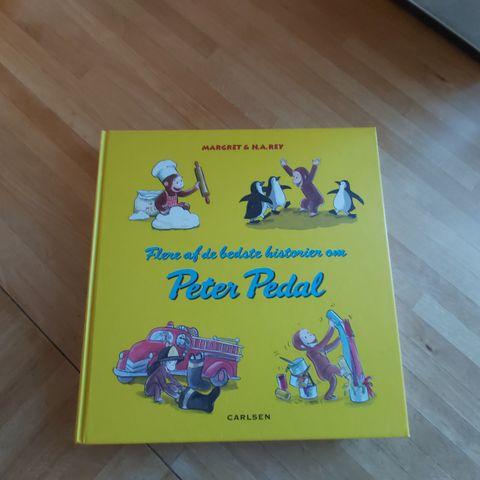 MARGRET & H.A.REY
Flere af de bedste historier om
Peter Pedal
CARLSEN